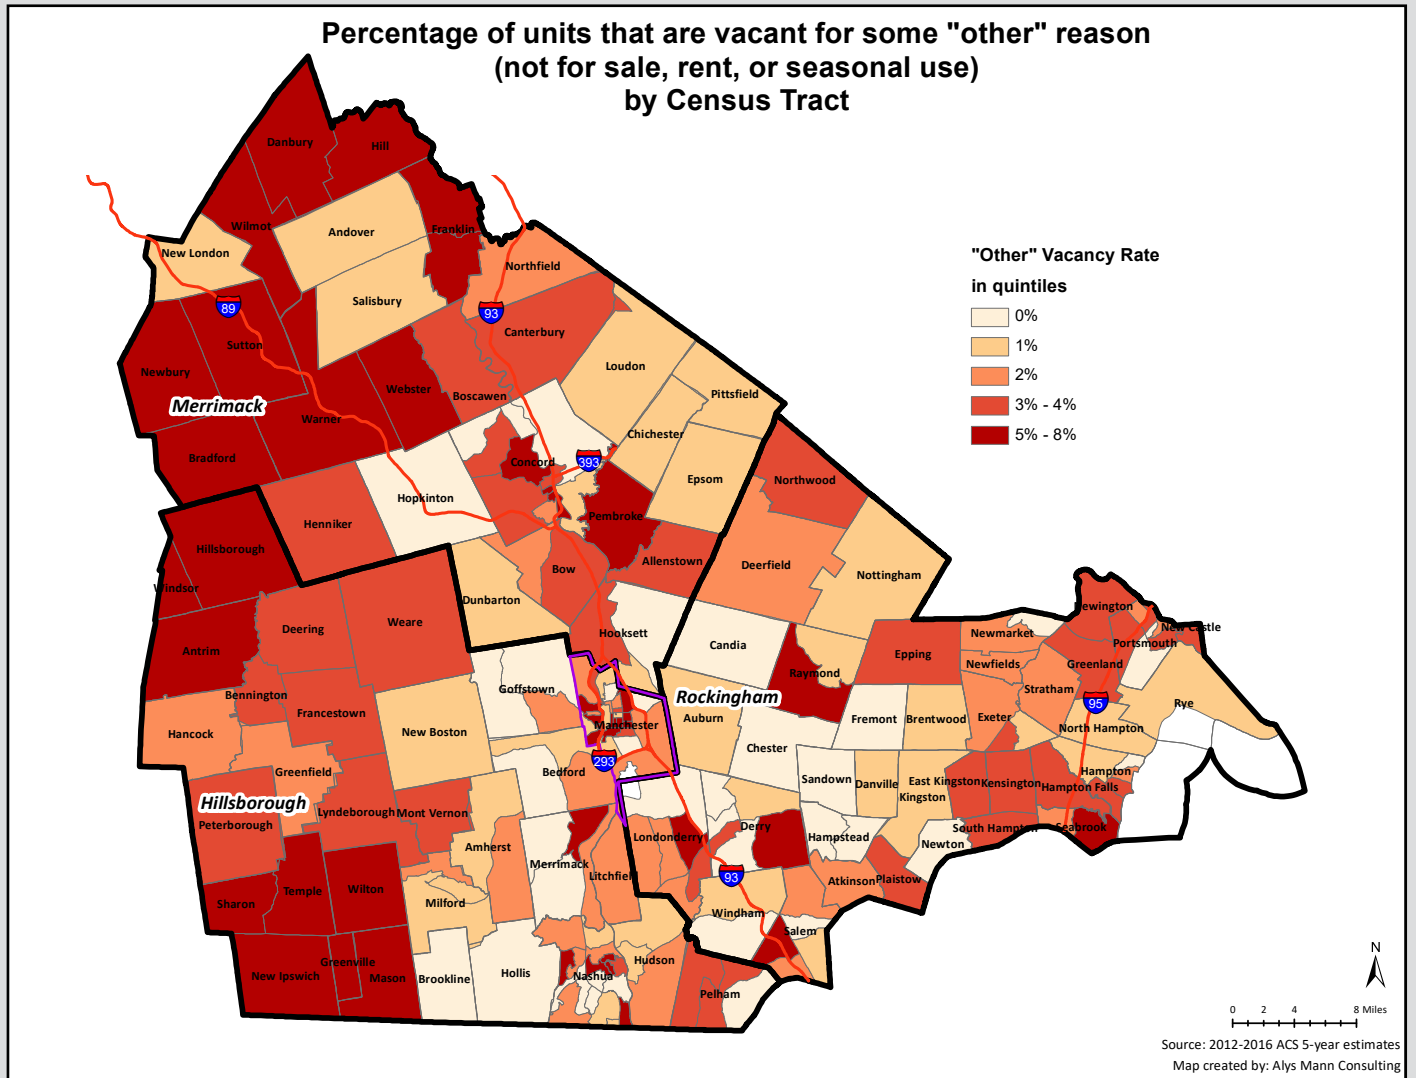 Percentage of units that are vacant for some "other" reason
(not for sale, rent, or seasonal use)
by Census Tract
"Other" Vacancy Rate
in quintiles
0%
1%
2%
3% - 4%
5% - 8%
Danbury
Hill
Wilmot
Andover
Franklin
New London
Northfield
Salisbury
89
93
Canterbury
Sutton
Loudon
Newbury
Webster
Boscawen
Pittsfield
Merrimack
Warner
Chichester
Bradford
Concord
393
Epsom
Northwood
Hopkinton
Henniker
Pembroke
Hillsborough
Allenstown
Deerfield
Bow
Nottingham
Windsor
Dunbarton
Deering
Weare
Hooksett
Candia
Newmarket
ewington
New Castle
Portsmouth
Antrim
Epping
Newfields
Greenland
Raymond
Bennington
Goffstown
Rockingham
Stratham
Francestown
95
Rye
Hancock
New Boston
Manchester
Auburn
Fremont
Brentwood
Exeter
North Hampton
Chester
293
Greenfield
Bedford
Sandown
Danville
East Kingston
Kingston
Kensington
Hampton
Hampton Falls
Hillsborough
Peterborough
Lyndeborough
Mont Vernon
Londonderry
Derry
Hampstead
South Hampton
Seabrook
Newton
Amherst
Merrimack
Litchfiel
93
Atkinson
Plaistow
Sharon
Temple
Wilton
Milford
Windham
Salem
New Ipswich
Greenville
Mason
Brookline
Hollis
Nashua
Hudson
Pelham
N
0 2 4 8 Miles
Source: 2012-2016 ACS 5-year estimates
Map created by: Alys Mann Consulting